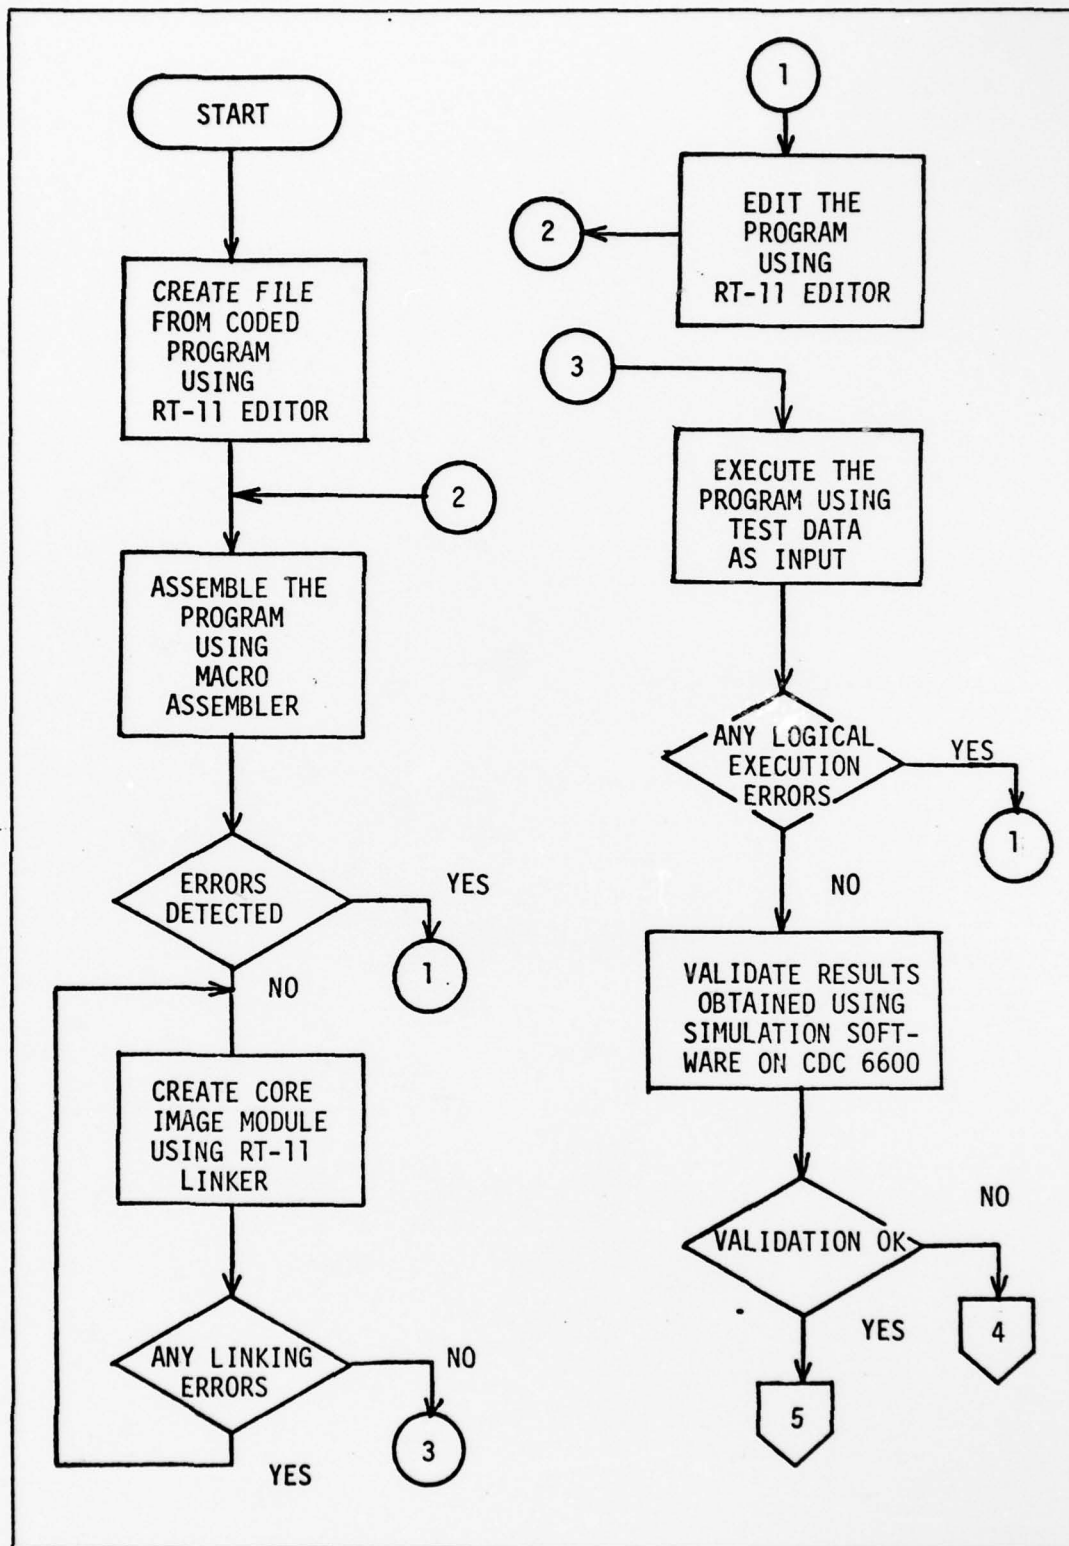 START
CREATE FILE
FROM CODED
PROGRAM
USING
RT-11 EDITOR
2
ASSEMBLE THE
PROGRAM
USING
MACRO
ASSEMBLER
ERRORS
DETECTED
YES
1
NO
CREATE CORE
IMAGE MODULE
USING RT-11
LINKER
ANY LINKING
ERRORS
NO
3
YES
1
EDIT THE
PROGRAM
USING
RT-11 EDITOR
2
3
EXECUTE THE
PROGRAM USING
TEST DATA
AS INPUT
ANY LOGICAL
EXECUTION
ERRORS
YES
1
NO
VALIDATE RESULTS
OBTAINED USING
SIMULATION SOFT-
WARE ON CDC 6600
VALIDATION OK
NO
4
YES
5